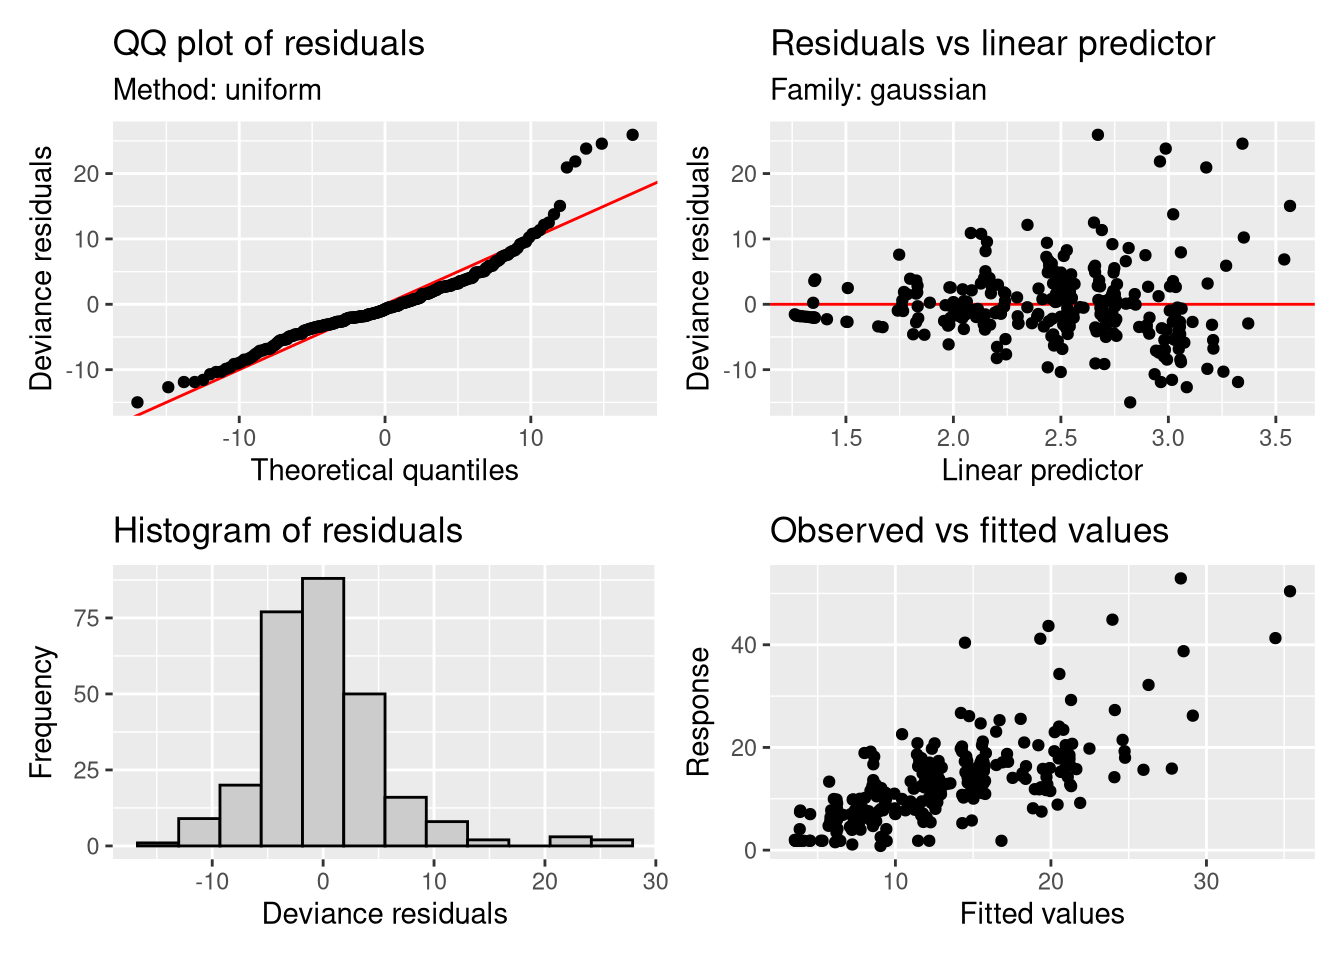 QQ plot of residuals
Method: uniform
Deviance residuals
20
10
0
-10
-10
0
10
Theoretical quantiles
Residuals vs linear predictor
Family: gaussian
Deviance residuals
20
10
0
-10
1.5
2.0
2.5
3.0
3.5
Linear predictor
Histogram of residuals
Frequency
75
50
25
0
-10
0
10
20
30
Deviance residuals
Observed vs fitted values
Response
40
20
0
10
20
30
Fitted values